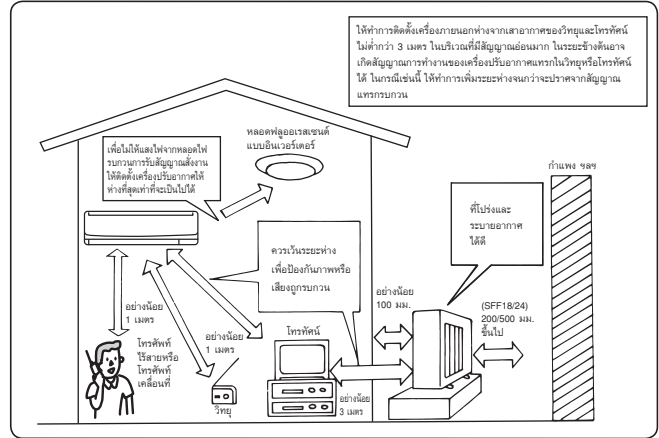 ให้ทำการติดตั้งเครื่องภายนอกห่างจากเสาอากาศของวิทยุและโทรทัศน์
ไม่ต่ำกว่า 3 เมตร ในบริเวณที่มีสัญญาณอ่อนมาก ในระยะข้างต้นอาจ
เกิดสัญญาณการทำงานของเครื่องปรับอากาศแทรกในวิทยุหรือโทรทัศน์
ได้ ในกรณีเช่นนี้ ให้ทำการเพิ่มระยะห่างจนกว่าจะปราศจากสัญญาณ
แทรกรบกวน
หลอดฟลูออเรสเซนต์
แบบอินเวอร์เตอร์
เพื่อไม่ให้แสงไฟจากหลอดไฟ
รบกวนการรับสัญญาณสั่งงาน
ให้ติดตั้งเครื่องปรับอากาศให้
ห่างที่สุดเท่าที่จะเป็นไปได้
กำแพง ฯลฯ
ที่โปร่งและ
ระบายอากาศ
ได้ดี
ควรเว้นระยะห่าง
เพื่อป้องกันภาพหรือ
เสียงถูกรบกวน
อย่างน้อย
100 มม.
(SFF18/24)
200/500 มม.
ขึ้นไป
อย่างน้อย
1 เมตร
อย่างน้อย
1 เมตร
โทรทัศน์
โทรศัพท์
ไร้สายหรือ
โทรศัพท์
เคลื่อนที่
วิทยุ
อย่างน้อย
3 เมตร